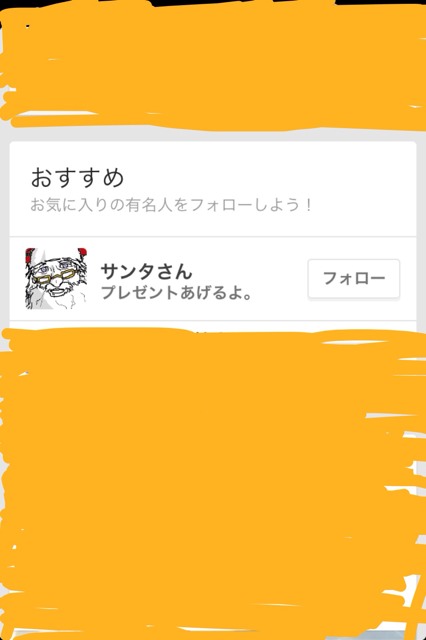 おすすめ
お気に入りの有名人をフォローしよう！
サンタさん
プレゼントあげるよ。
フォロー